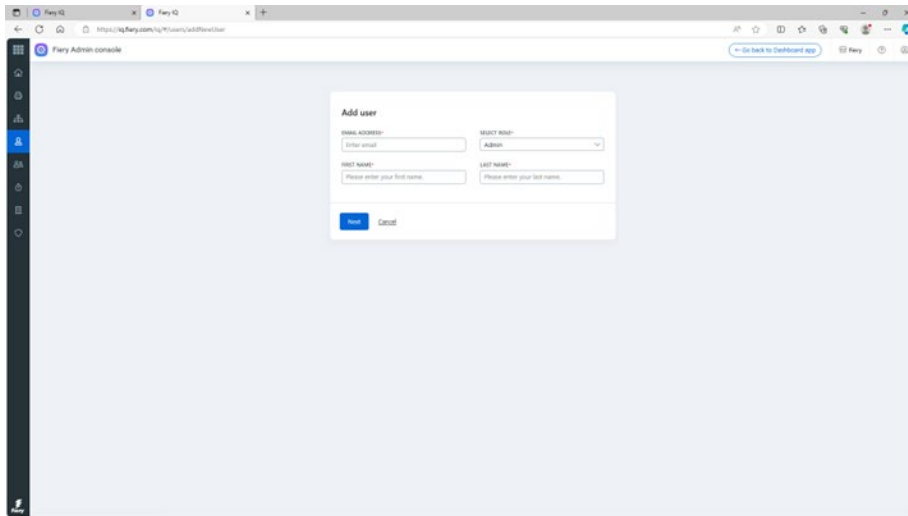 Fiery IQ
Fiery IQ
https://iq.fiery.com/iq/#/users/addNewUser
Fiery Admin console
← Go back to Dashboard app
Fiery
Add user
EMAIL ADDRESS*
SELECT ROLE*
Enter email
Admin
FIRST NAME*
LAST NAME*
Please enter your first name.
Please enter your last name.
Next
Cancel
Fiery